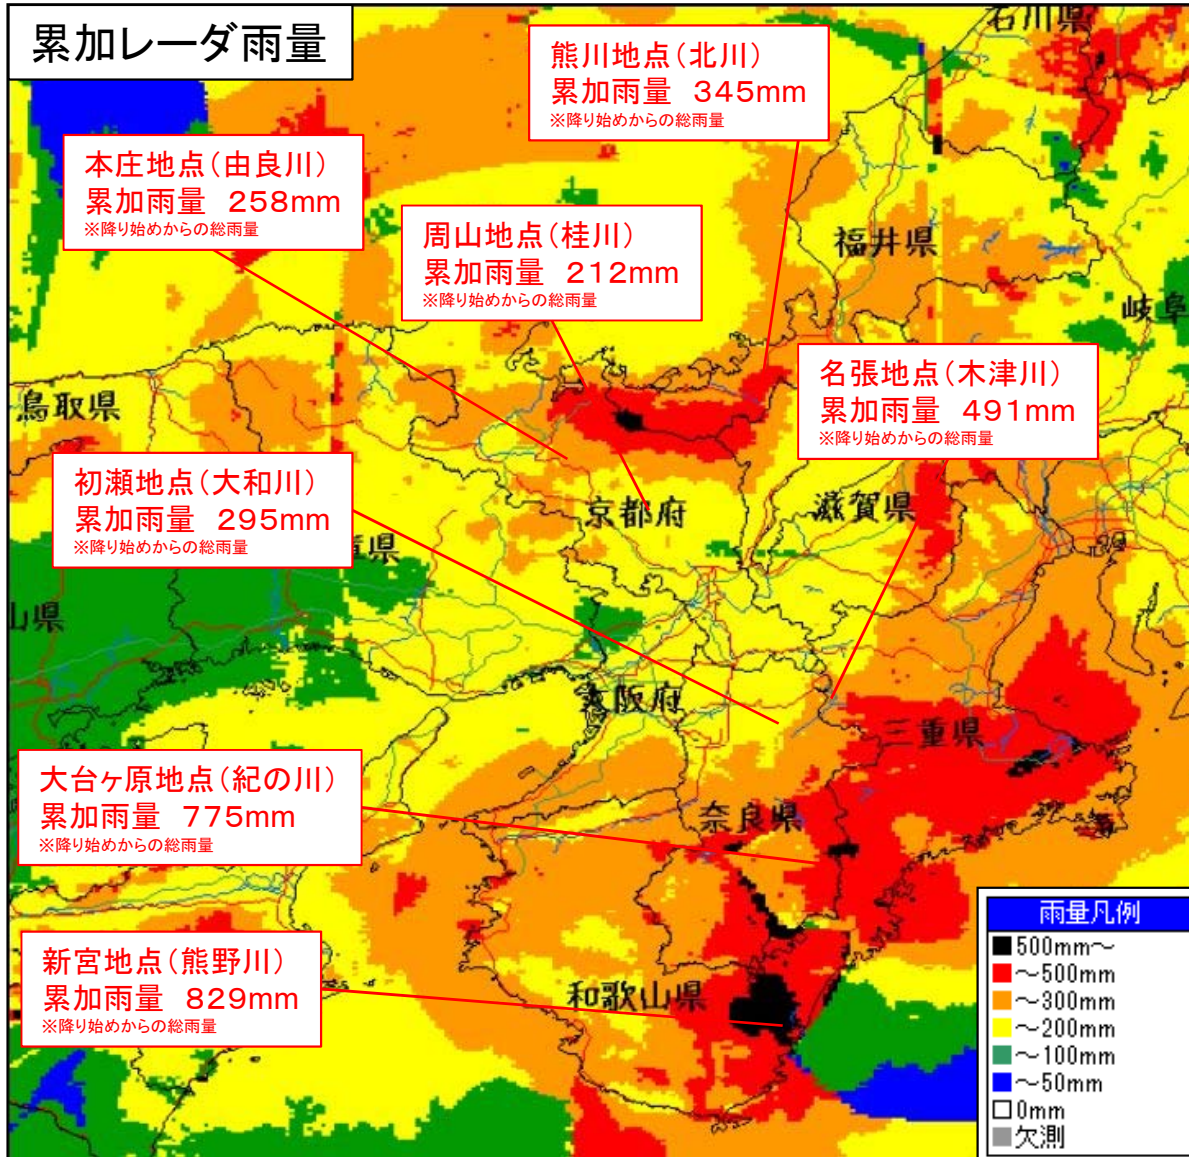 累加レーダ雨量
石川県
熊川地点(北川)
累加雨量 345mm
※降り始めからの総雨量
本庄地点(由良川)
累加雨量 258mm
※降り始めからの総雨量
周山地点(桂川)
累加雨量 212mm
※降り始めからの総雨量
福井県
岐阜
名張地点(木津川)
累加雨量 491mm
※降り始めからの総雨量
鳥取県
初瀬地点(大和川)
累加雨量 295mm
※降り始めからの総雨量
京都府
滋賀県
県
山県
大阪府
三重県
大台ヶ原地点(紀の川)
累加雨量 775mm
※降り始めからの総雨量
奈良県
新宮地点(熊野川)
累加雨量 829mm
※降り始めからの総雨量
和歌山県
雨量凡例
500mm～
～500mm
～300mm
～200mm
～100mm
～50mm
0mm
欠測